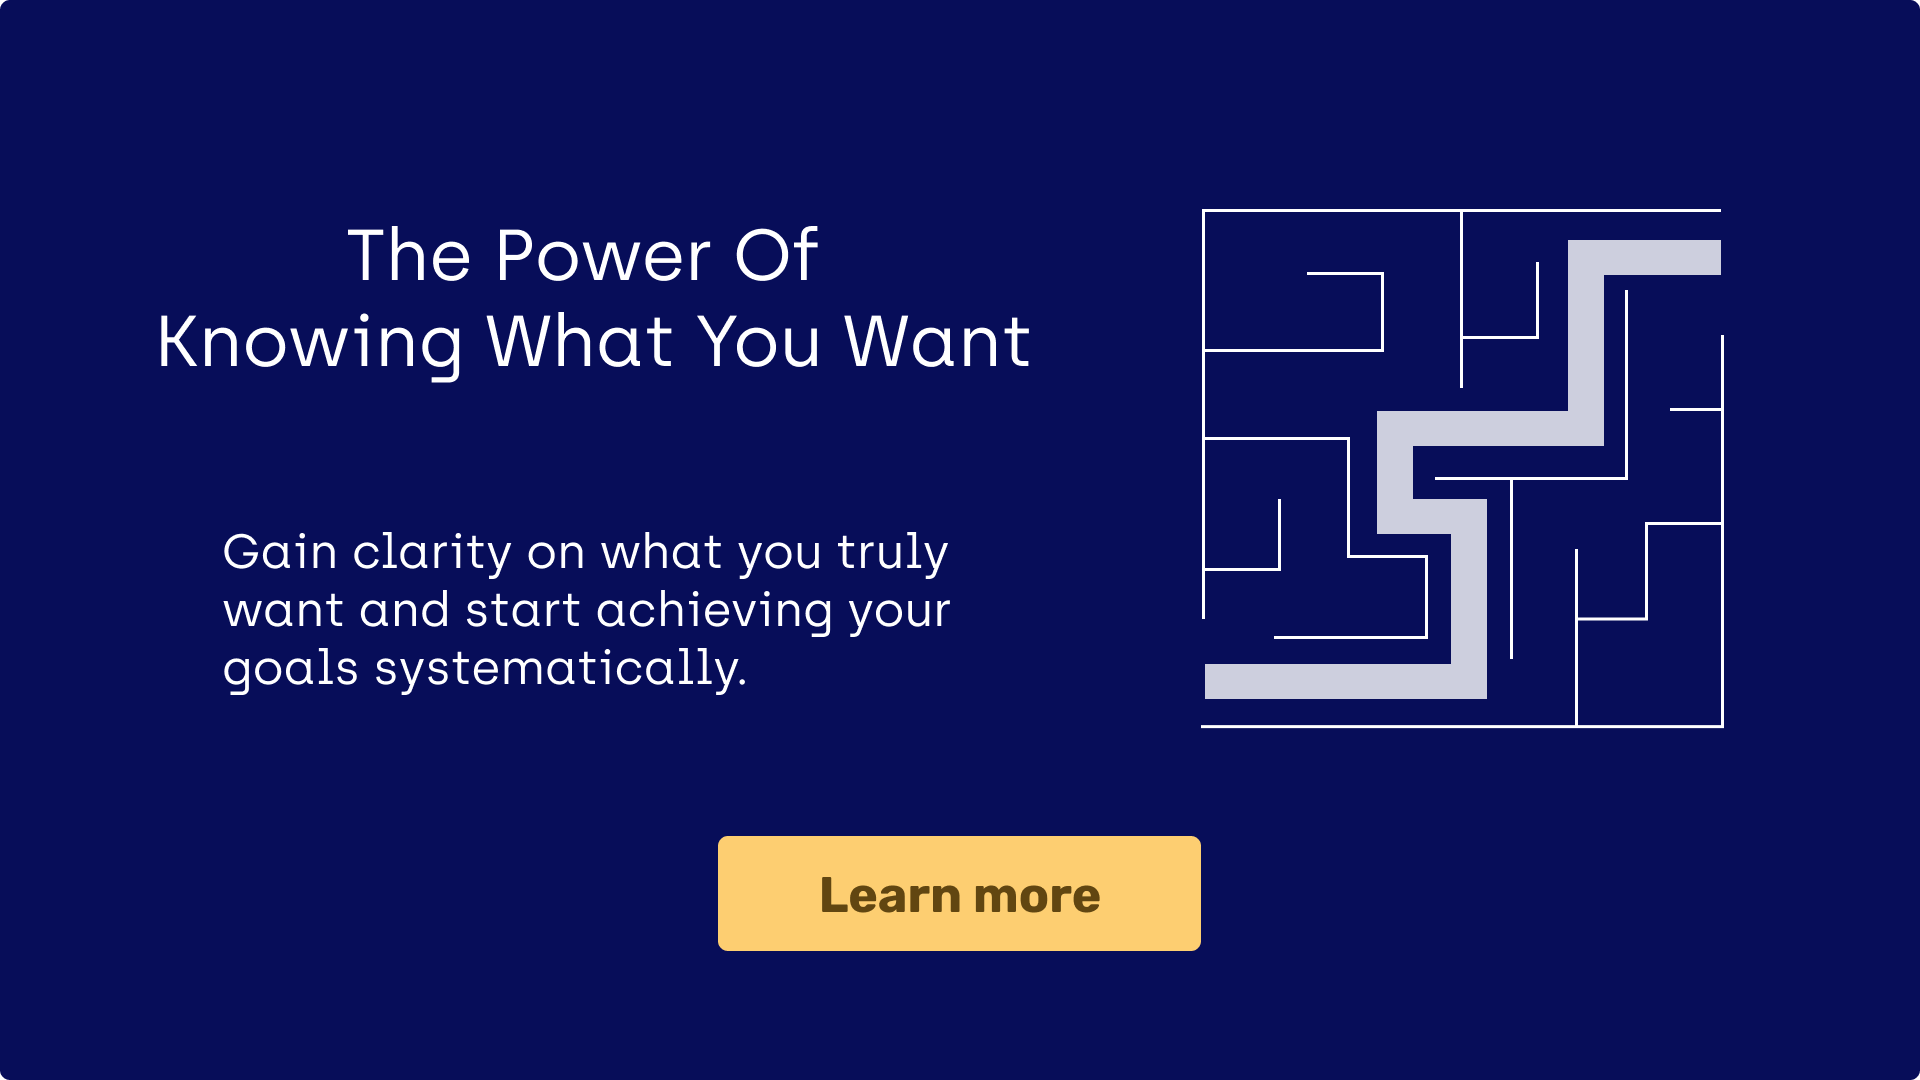 The Power Of
Knowing What You Want
Gain clarity on what you truly
want and start achieving your
goals systematically.
Learn more